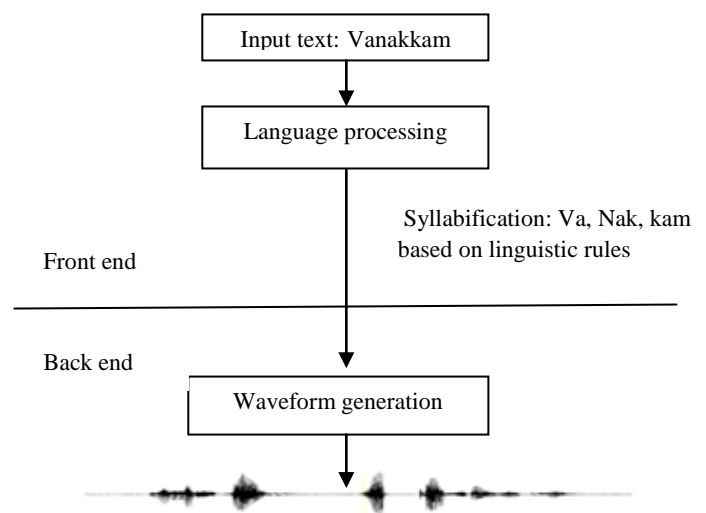 Input text: Vanakkam
Language processing
Syllabification: Va, Nak, kam
based on linguistic rules
Front end
Back end
Waveform generation